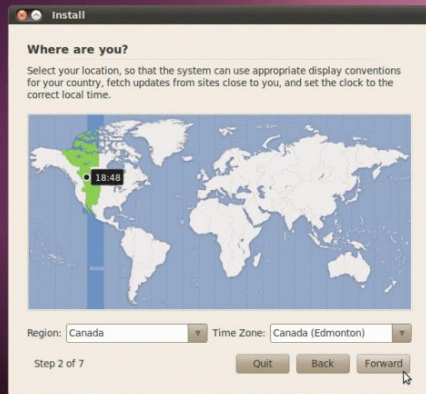 Install
Where are you?
Select your location, so that the system can use appropriate display conventions
for your country, fetch updates from sites close to you, and set the clock to the
correct local time.
18:48
Region: Canada Time Zone: Canada (Edmonton)
Step 2 of 7 Quit Back Forward